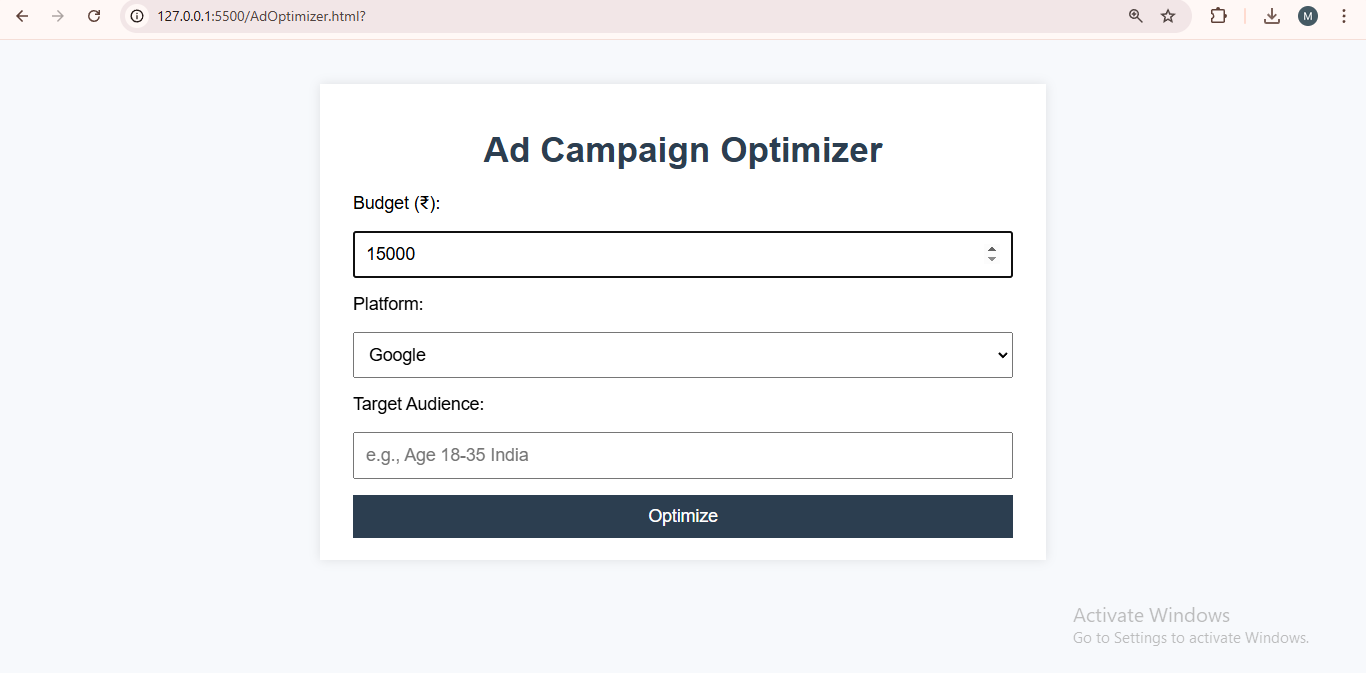 127.0.0.1:5500/AdOptimizer.html?
M
Ad Campaign Optimizer
Budget (₹):
15000
Platform:
Google
Target Audience:
e.g., Age 18-35 India
Optimize
Activate Windows
Go to Settings to activate Windows.